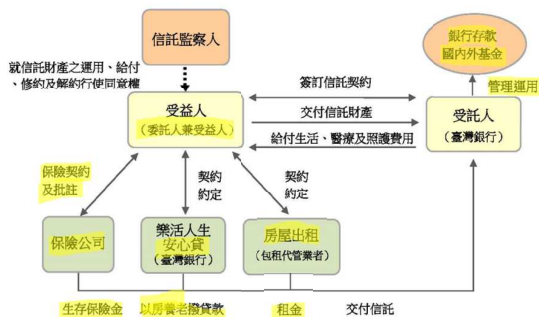 信託監察人
銀行存款
國內外基金
就信託財產之運用、給付
、修約及解約行使同意權
簽訂信託契約
管理運用
受益人
(委託人兼受益人)
交付信託財產
受託人
(臺灣銀行)
給付生活、醫療及照護費用
保險契約
及批註
契約
約定
契約
約定
保險公司
樂活人生
安心貸
(臺灣銀行)
房屋出租
(包租代管業者)
生存保險金
以房養老撥貸款
租金
交付信託